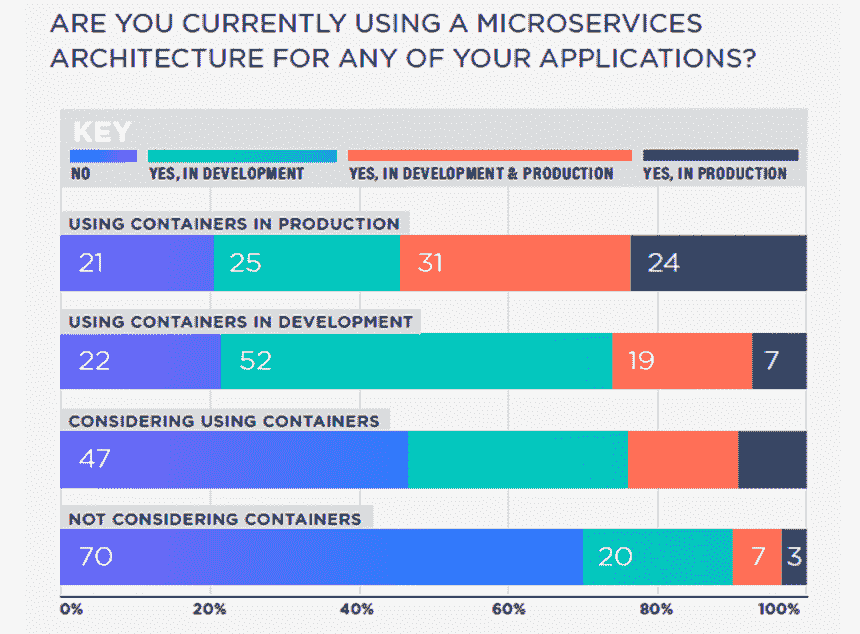 ARE YOU CURRENTLY USING A MICROSERVICES
ARCHITECTURE FOR ANY OF YOUR APPLICATIONS?
KEY
NO YES, IN DEVELOPMENT YES, IN DEVELOPMENT & PRODUCTION YES, IN PRODUCTION
USING CONTAINERS IN PRODUCTION
21 25 31 24
USING CONTAINERS IN DEVELOPMENT
22 52 19 7
CONSIDERING USING CONTAINERS
47
NOT CONSIDERING CONTAINERS
70 20 7 3
0% 20% 40% 60% 80% 100%